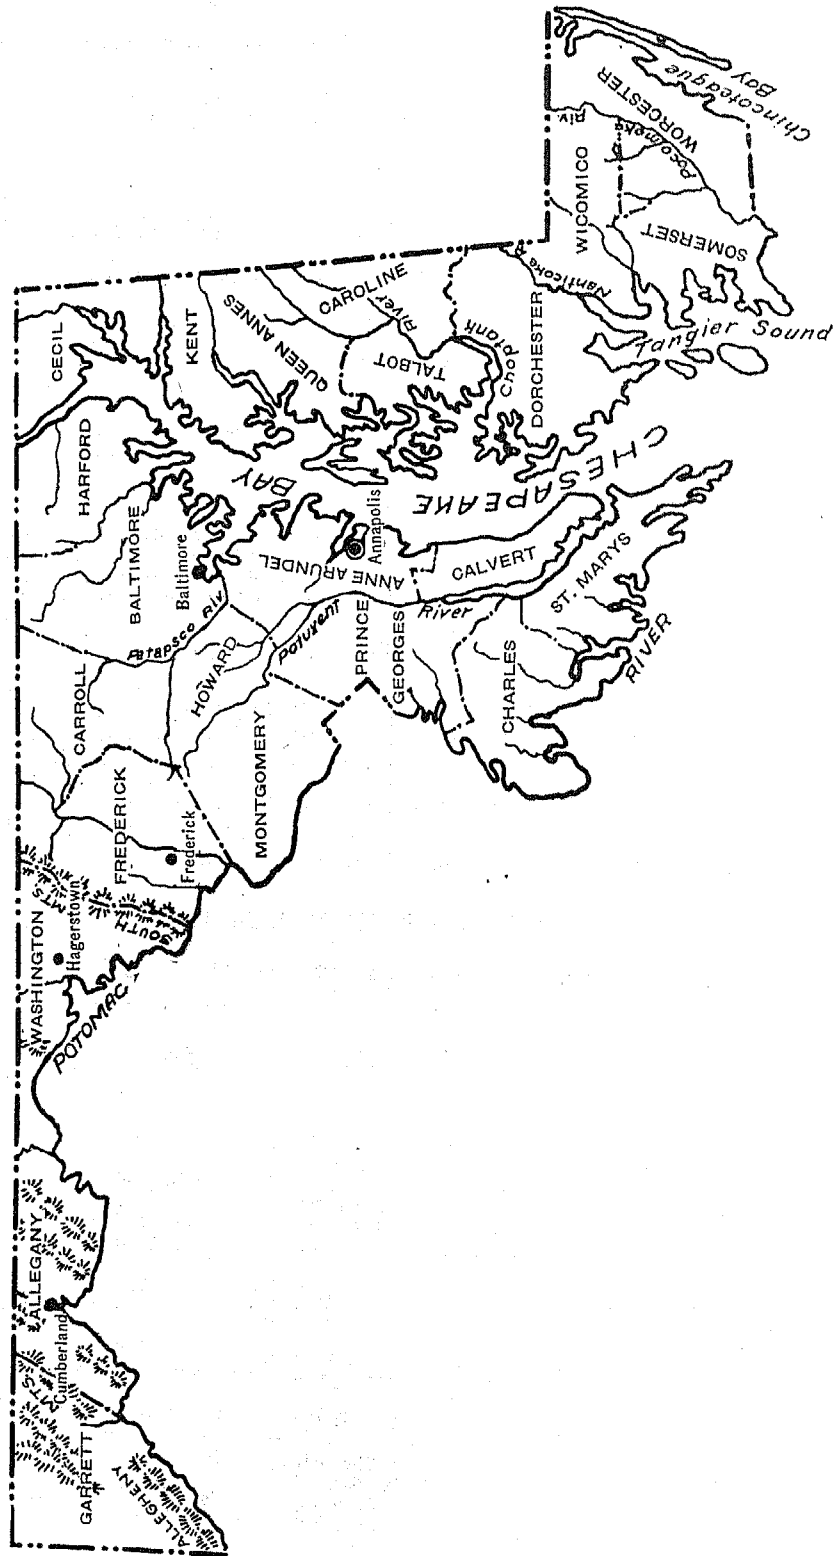 GARRETT
ALLEGHENY
MTS
ALLEGANY
Cumberland
WASHINGTON
Hagerstown
POTOMAC
SOUTH
MTS
FREDERICK
Frederick
CARROLL
MONTGOMERY
HOWARD
BALTIMORE
Baltimore
Patapsco Riv
HARFORD
CECIL
KENT
QUEEN ANNES
CAROLINE
TALBOT
Choptank
River
ANNE ARUNDEL
Annapolis
CHESAPEAKE
BAY
Patuxent
River
PRINCE
GEORGES
CALVERT
CHARLES
ST. MARYS
RIVER
DORCHESTER
Nanticoke
R
WICOMICO
SOMERSET
WORCESTER
Pocomoke
Riv.
Tangier Sound
Chincoteague
Bay